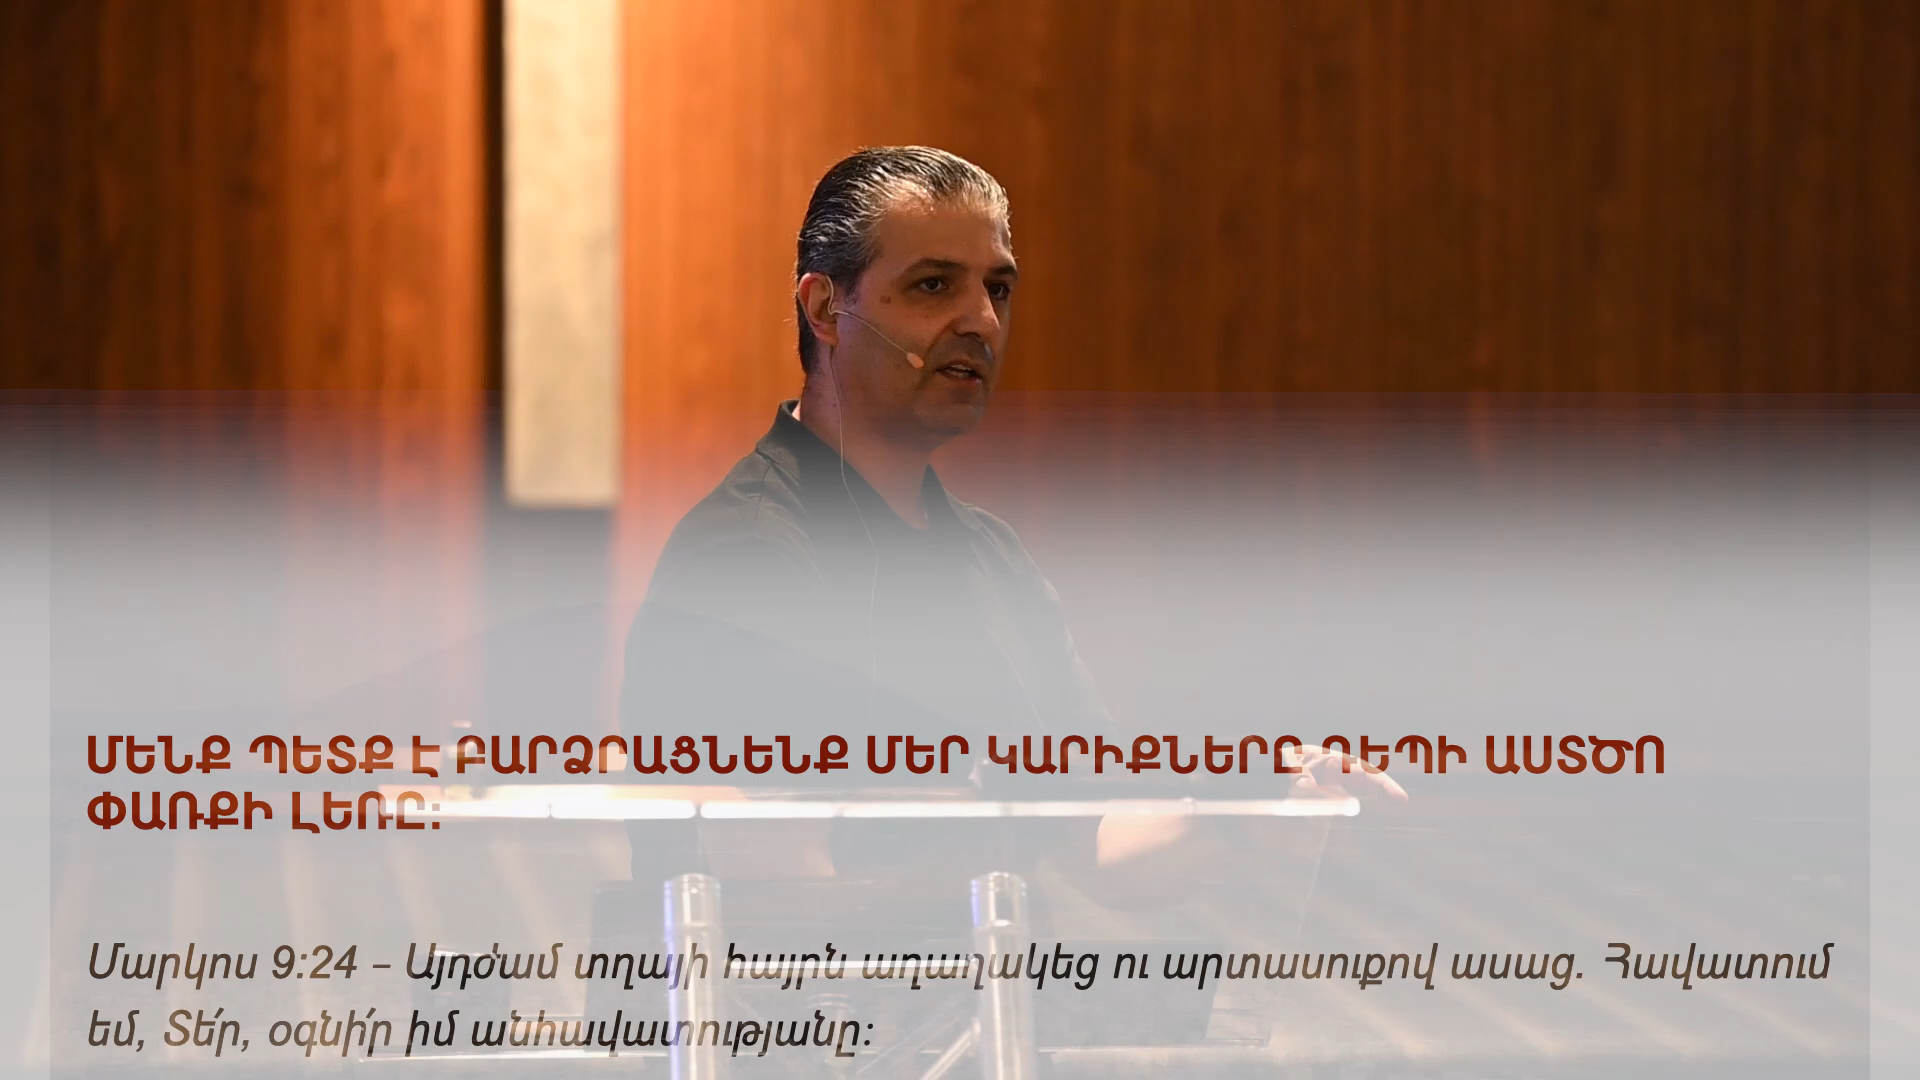 ՄԵՆՔ ՊԵՏՔ Է ԲԱՐՁՐԱՑՆԵՆՔ ՄԵՐ ԿԱՐԻՔՆԵՐԸ ԴԵՊԻ ԱՍՏԾՈ
ՓԱՌՔԻ ԼԵՌԸ:
Մարկոս 9:24 – Այդժամ տղայի հայրն աղաղակեց ու արտասուքով ասաց. Հավատում
եմ, Տե՛ր, օգնի՛ր իմ անհավատությանը: